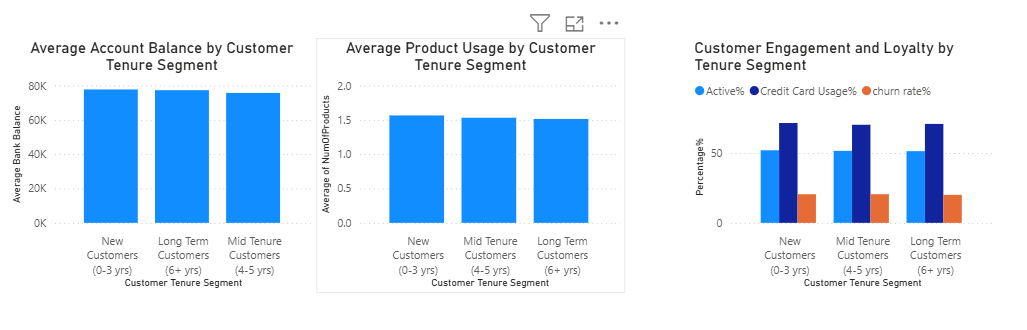 Average Account Balance by Customer
Tenure Segment
80K
60K
40K
20K
0K
Average Bank Balance
New
Customers
(0-3 yrs)
Long Term
Customers
(6+ yrs)
Mid Tenure
Customers
(4-5 yrs)
Customer Tenure Segment
Average Product Usage by Customer
Tenure Segment
2.0
1.5
1.0
0.5
0.0
Average of NumOfProducts
New
Customers
(0-3 yrs)
Mid Tenure
Customers
(4-5 yrs)
Long Term
Customers
(6+ yrs)
Customer Tenure Segment
Customer Engagement and Loyalty by
Tenure Segment
Active% Credit Card Usage% churn rate%
50
0
Percentage%
New
Customers
(0-3 yrs)
Mid Tenure
Customers
(4-5 yrs)
Long Term
Customers
(6+ yrs)
Customer Tenure Segment